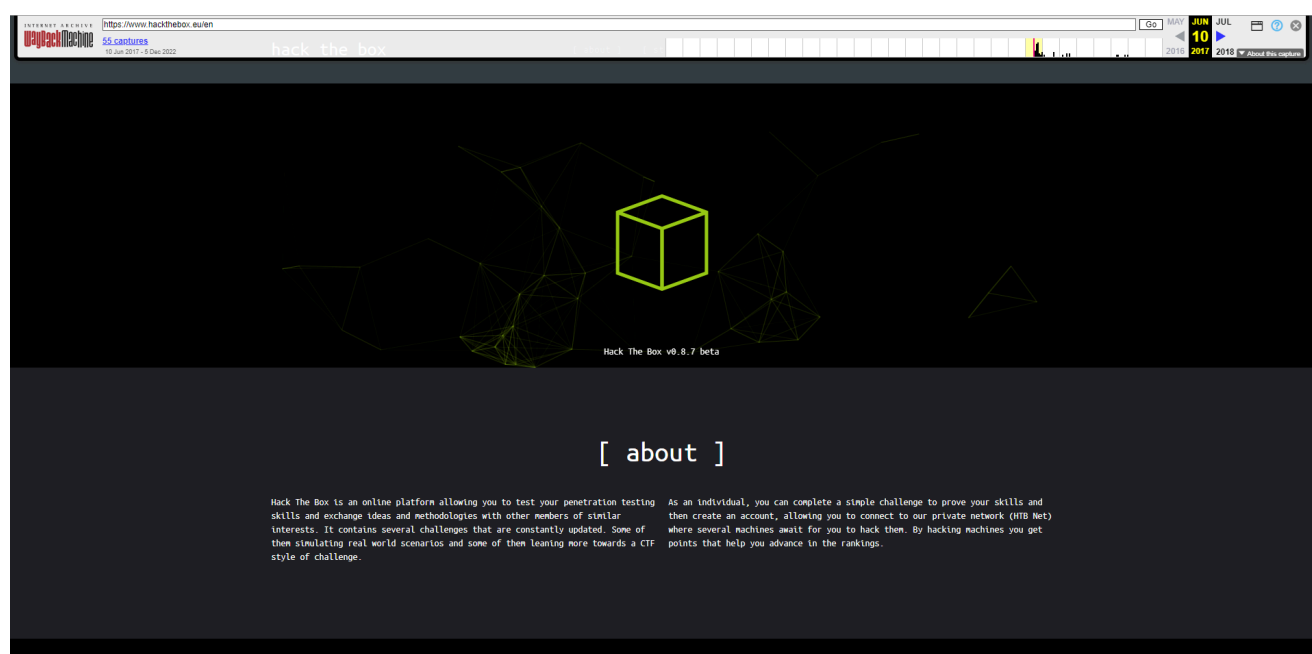 INTERNET ARCHIVE
WayBackMachine
https://www.hackthebox.eu/en
Go
MAY JUN JUL
55 captures
10 Jun 2017 - 5 Dec 2022
10
2016 2017 2018
About this capture
hack the box
Hack The Box v0.8.7 beta
[ about ]
Hack The Box is an online platform allowing you to test your penetration testing
skills and exchange ideas and methodologies with other members of similar
interests. It contains several challenges that are constantly updated. Some of
them simulating real world scenarios and some of them leaning more towards a CTF
style of challenge.
As an individual, you can complete a simple challenge to prove your skills and
then create an account, allowing you to connect to our private network (HTB Net)
where several machines await for you to hack them. By hacking machines you get
points that help you advance in the rankings.